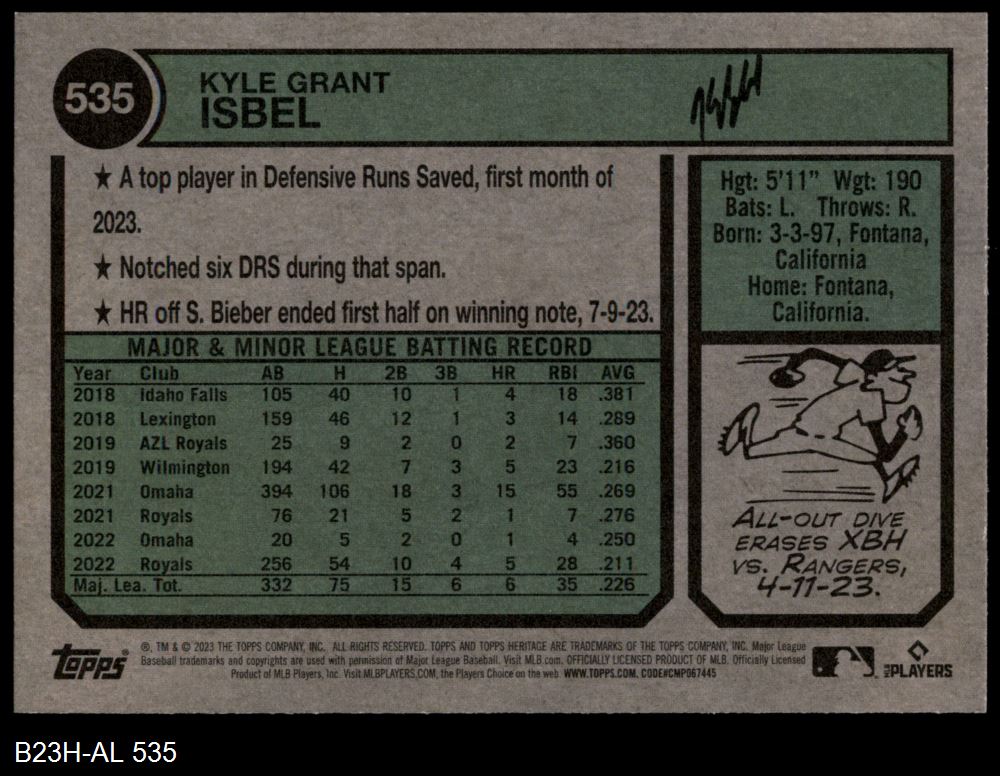 535
KYLE GRANT
ISBEL
★ A top player in Defensive Runs Saved, first month of
2023.
★ Notched six DRS during that span.
★ HR off S. Bieber ended first half on winning note, 7-9-23.
Hgt: 5'11" Wgt: 190
Bats: L. Throws: R.
Born: 3-3-97, Fontana,
California
Home: Fontana,
California.
MAJOR & MINOR LEAGUE BATTING RECORD
Year Club AB H 2B 3B HR RBI AVG
2018 Idaho Falls 105 40 10 1 4 18 .381
2018 Lexington 159 46 12 1 3 14 .289
2019 AZL Royals 25 9 2 0 2 7 .360
2019 Wilmington 194 42 7 3 5 23 .216
2021 Omaha 394 106 18 3 15 55 .269
2021 Royals 76 21 5 2 1 7 .276
2022 Omaha 20 5 2 0 1 4 .250
2022 Royals 256 54 10 4 5 28 .211
Maj. Lea. Tot. 332 75 15 6 6 35 .226
ALL-OUT DIVE
ERASES XBH
VS. RANGERS,
4-11-23.
Topps
®, TM & © 2023 THE TOPPS COMPANY, INC. ALL RIGHTS RESERVED. TOPPS AND TOPPS HERITAGE ARE TRADEMARKS OF THE TOPPS COMPANY, INC. Major League
Baseball trademarks and copyrights are used with permission of Major League Baseball. Visit MLB.com. OFFICIALLY LICENSED PRODUCT OF MLB. Officially Licensed
Product of MLB Players, Inc. Visit MLBPLAYERS.COM, the Players Choice on the web. WWW.TOPPS.COM. CODE#CMP067445
MLB PLAYERS
B23H-AL 535